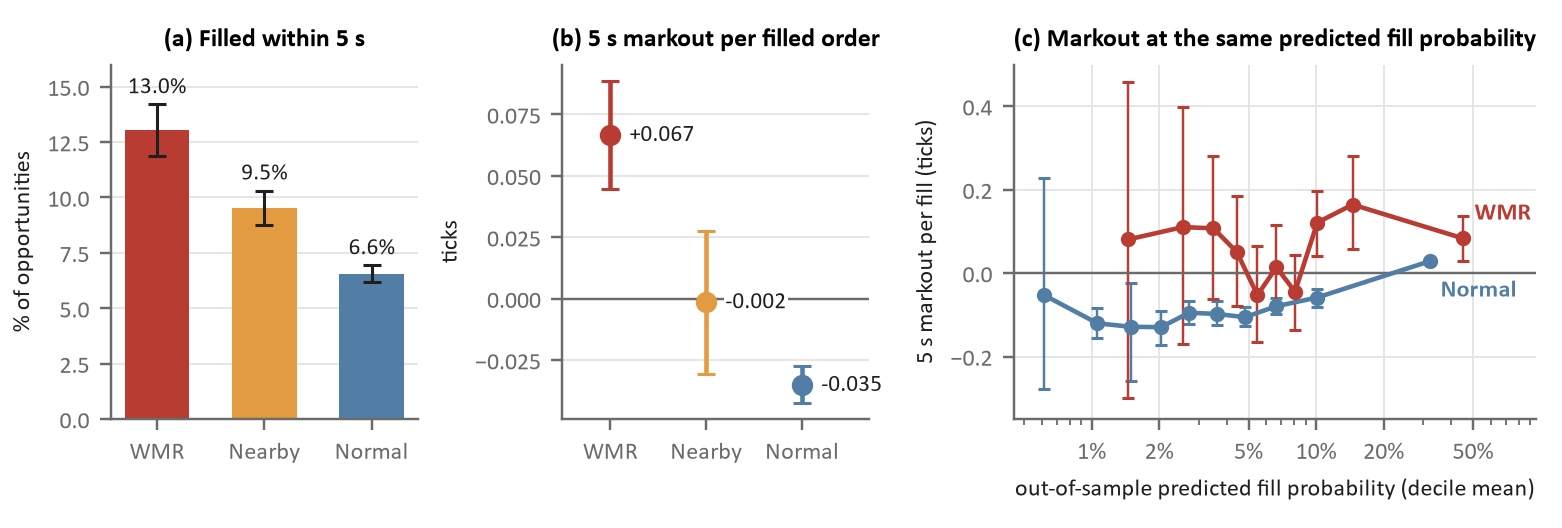 (a) Filled within 5 s
% of opportunities
15.0
12.5
10.0
7.5
5.0
2.5
0.0
13.0%
9.5%
6.6%
WMR Nearby Normal
(b) 5 s markout per filled order
ticks
0.075
0.050
0.025
0.000
−0.025
+0.067
-0.002
-0.035
WMR Nearby Normal
(c) Markout at the same predicted fill probability
5 s markout per fill (ticks)
0.4
0.2
0.0
−0.2
WMR
Normal
1% 2% 5% 10% 20% 50%
out-of-sample predicted fill probability (decile mean)